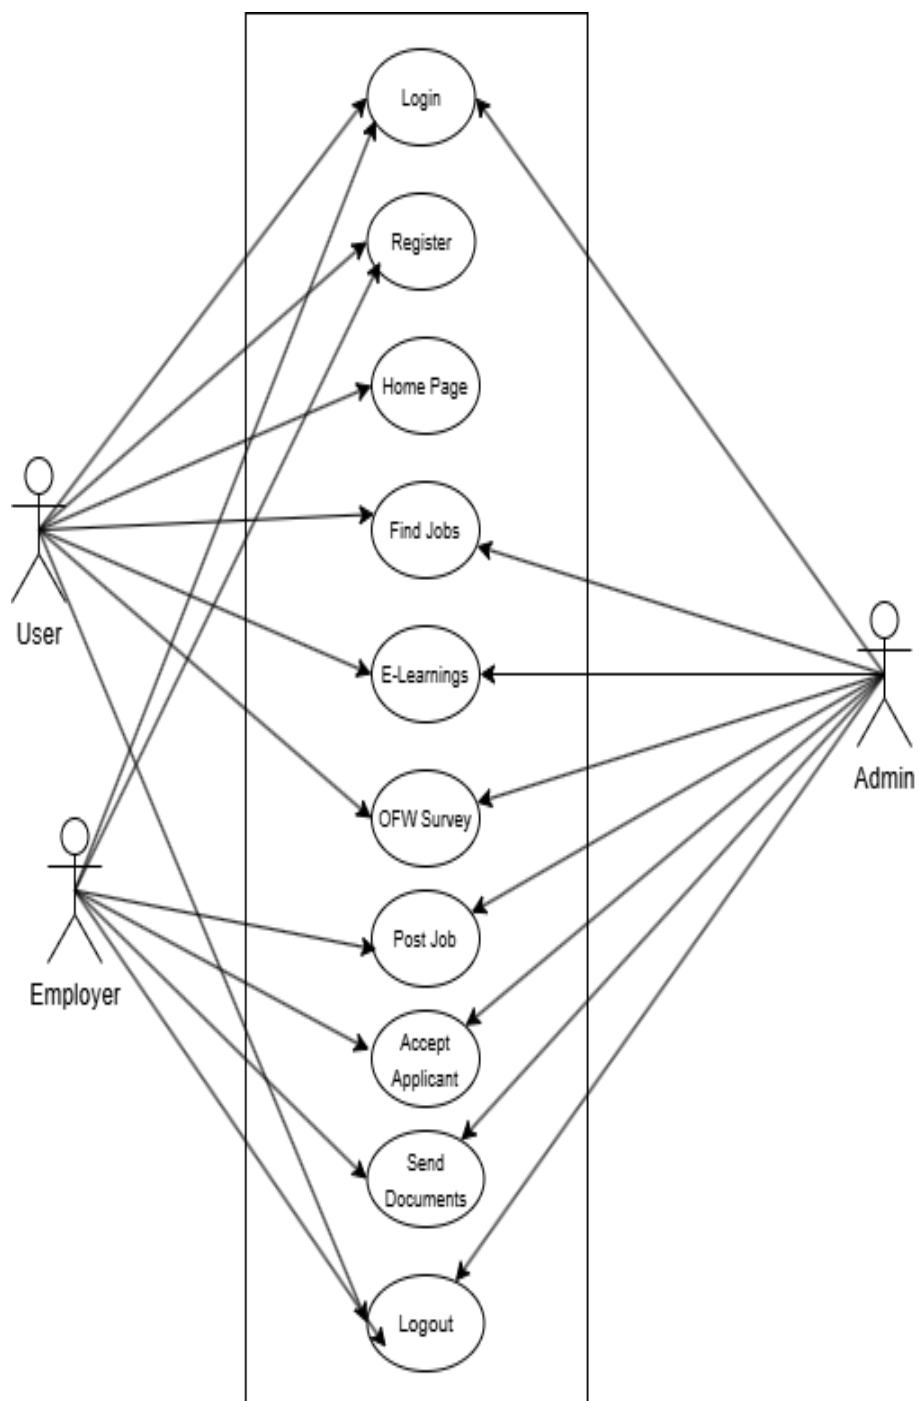 Login
Register
Home Page
Find Jobs
User
E-Learnings
Admin
OFW Survey
Post Job
Employer
Accept
Applicant
Send
Documents
Logout